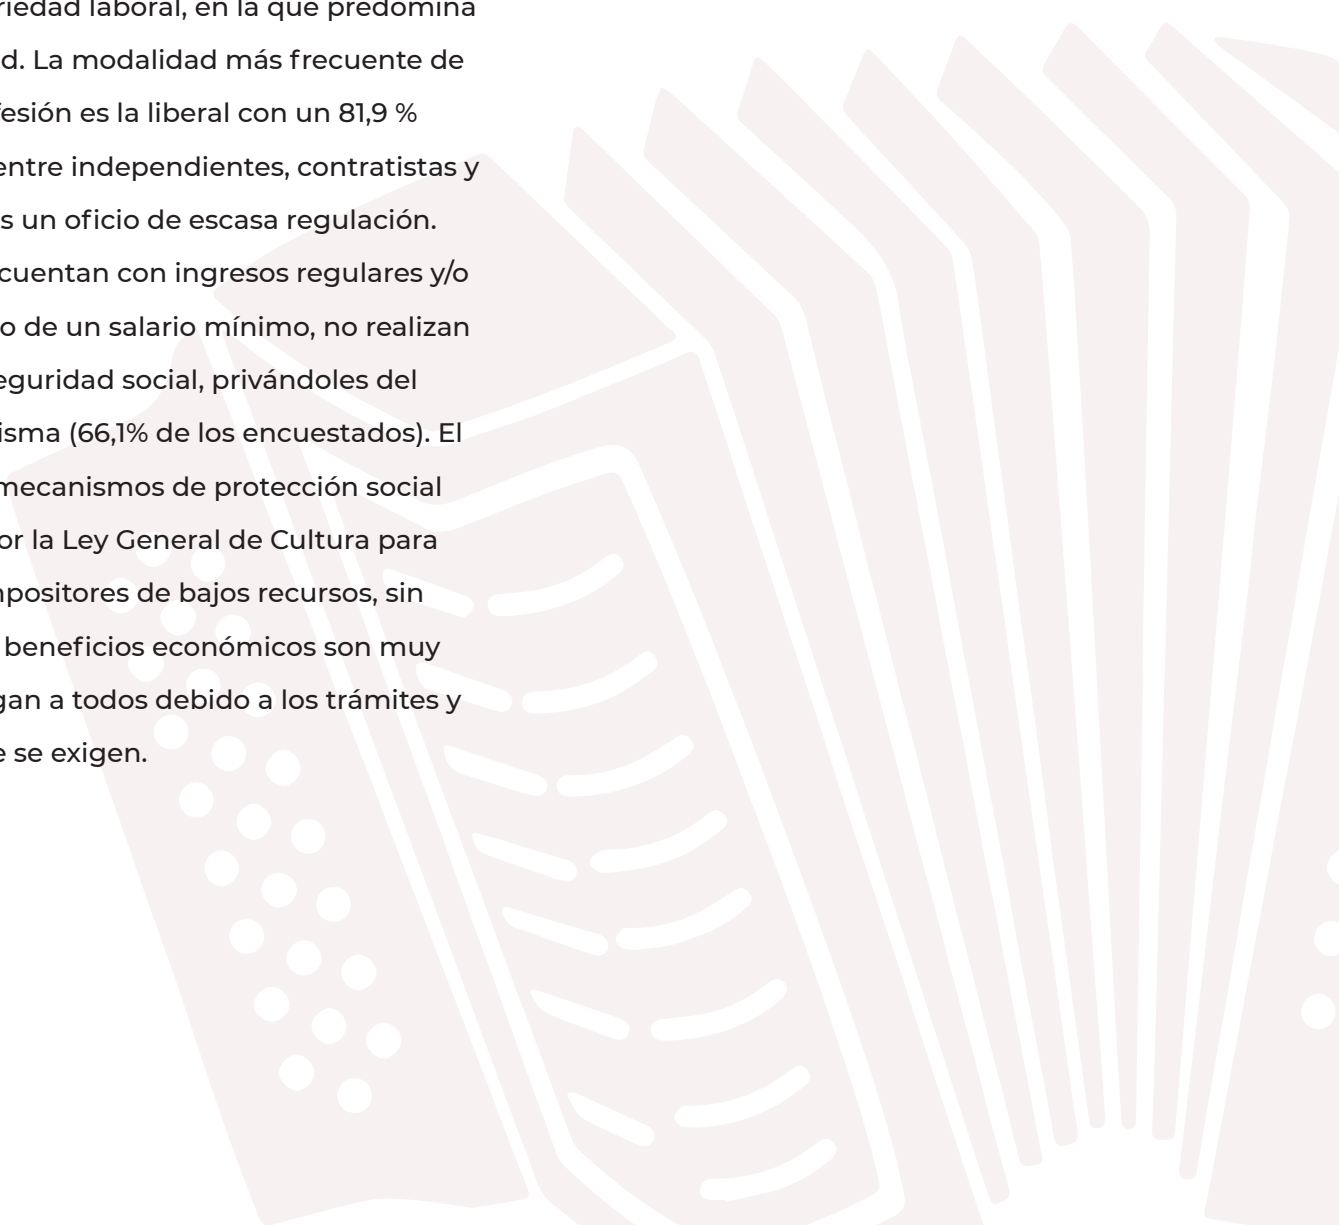 riedad laboral, en la que predomina
d. La modalidad más frecuente de
fesión es la liberal con un 81,9 %
entre independientes, contratistas y
s un oficio de escasa regulación.
cuentan con ingresos regulares y/o
o de un salario mínimo, no realizan
eguridad social, privándoles del
isma (66,1% de los encuestados). El
mecanismos de protección social
or la Ley General de Cultura para
mpositores de bajos recursos, sin
beneficios económicos son muy
gan a todos debido a los trámites y
e se exigen.